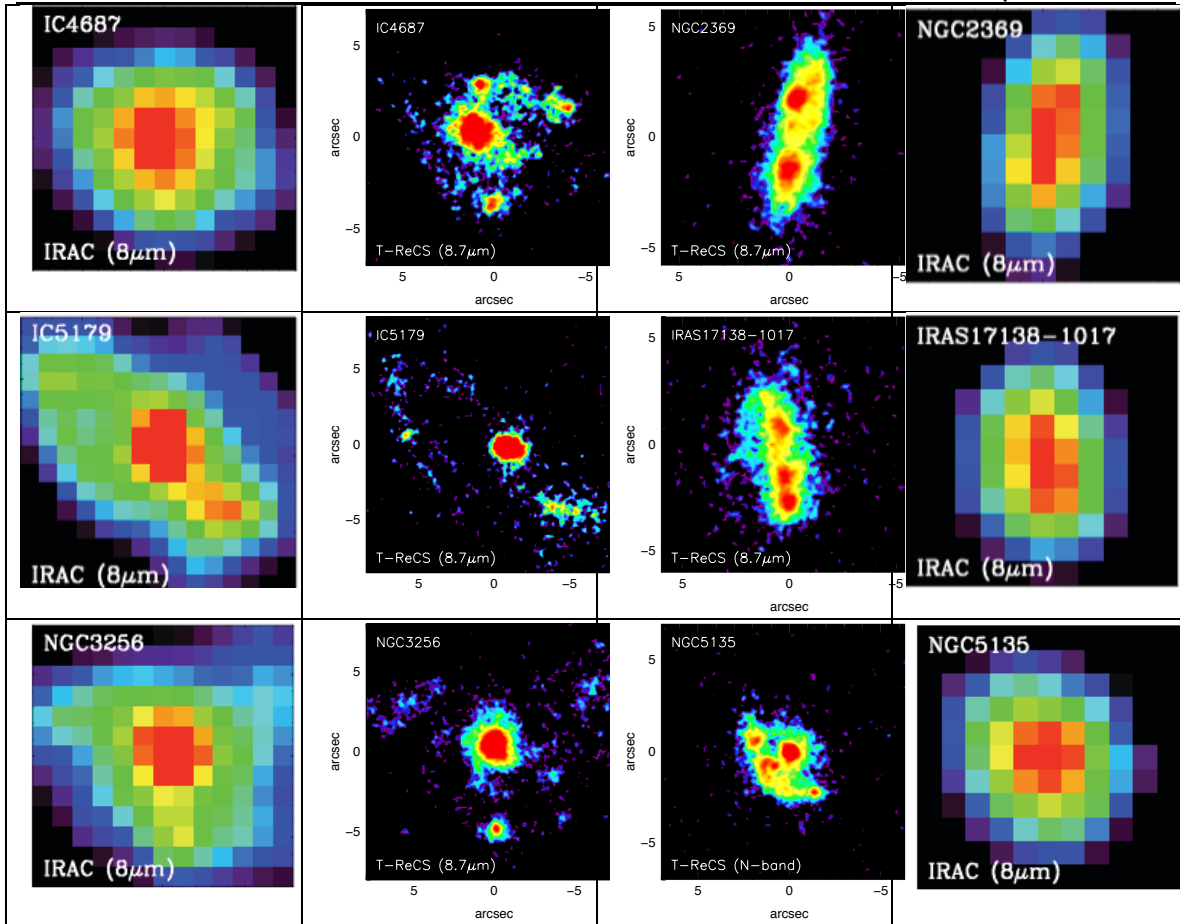 IC4687
IRAC (8μm)
IC4687
5
0
−5
arcsec
T−ReCS (8.7μm)
5
0
−5
arcsec
NGC2369
5
0
−5
arcsec
T−ReCS (8.7μm)
5
0
−5
arcsec
NGC2369
IRAC (8μm)
IC5179
IRAC (8μm)
IC5179
5
0
−5
arcsec
T−ReCS (8.7μm)
5
0
−5
arcsec
IRAS17138−1017
5
0
−5
arcsec
T−ReCS (8.7μm)
5
0
−5
arcsec
IRAS17138−1017
IRAC (8μm)
NGC3256
IRAC (8μm)
NGC3256
5
0
−5
arcsec
T−ReCS (8.7μm)
5
0
−5
arcsec
NGC5135
5
0
−5
arcsec
T−ReCS (N−band)
5
0
−5
arcsec
NGC5135
IRAC (8μm)